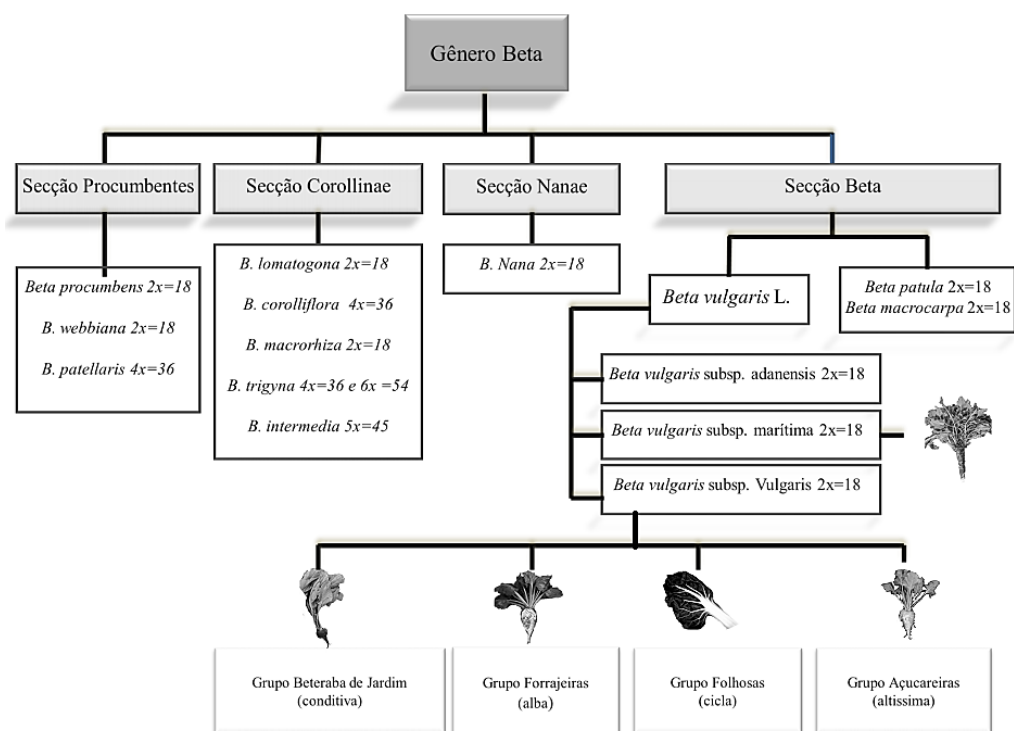 Gênero Beta
Secção Procumbentes
Secção Corollinae
Secção Nanae
Secção Beta
Beta procumbens 2x=18
B. webbiana 2x=18
B. patellaris 4x=36
B. lomatogona 2x=18
B. corolliflora 4x=36
B. macrorhiza 2x=18
B. trigyna 4x=36 e 6x =54
B. intermedia 5x=45
B. Nana 2x=18
Beta vulgaris L.
Beta patula 2x=18
Beta macrocarpa 2x=18
Beta vulgaris subsp. adanensis 2x=18
Beta vulgaris subsp. marítima 2x=18
Beta vulgaris subsp. Vulgaris 2x=18
Grupo Beteraba de Jardim
(conditiva)
Grupo Forrajeiras
(alba)
Grupo Folhosas
(cicla)
Grupo Açucareiras
(altissima)